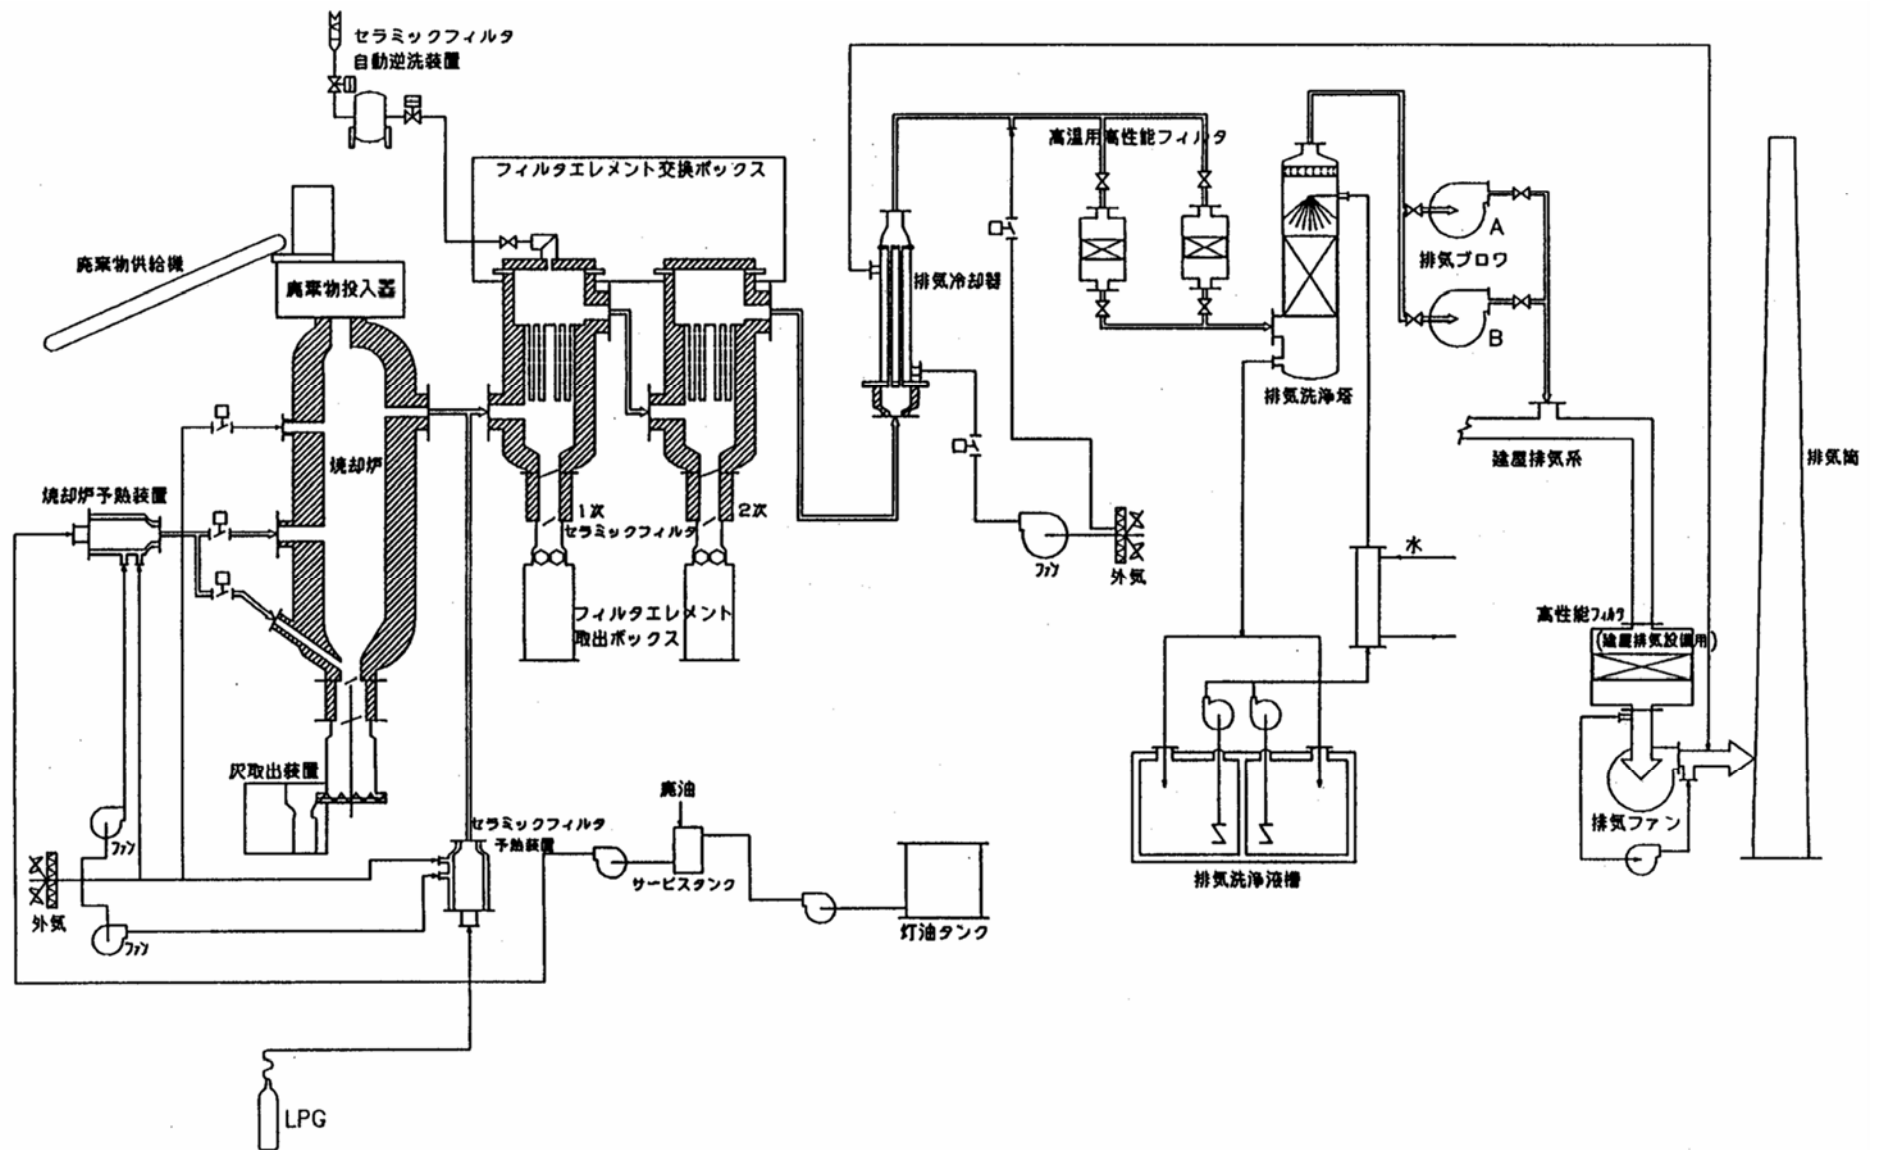 セラミックフィルタ
自動逆洗装置
フィルタエレメント交換ボックス
高温用高性能フィルタ
廃棄物供給機
廃棄物投入器
排気冷却器
A
排気ブロワ
B
排気洗浄塔
焼却炉
建屋排気系
排気筒
焼却炉予熱装置
1次
2次
セラミックフィルタ
水
ファン
外気
フィルタエレメント
取出ボックス
高性能フィルタ
(建屋排気設備用)
灰取出装置
廃油
セラミックフィルタ
予熱装置
排気ファン
ファン
サービスタンク
排気洗浄液槽
外気
ファン
灯油タンク
LPG